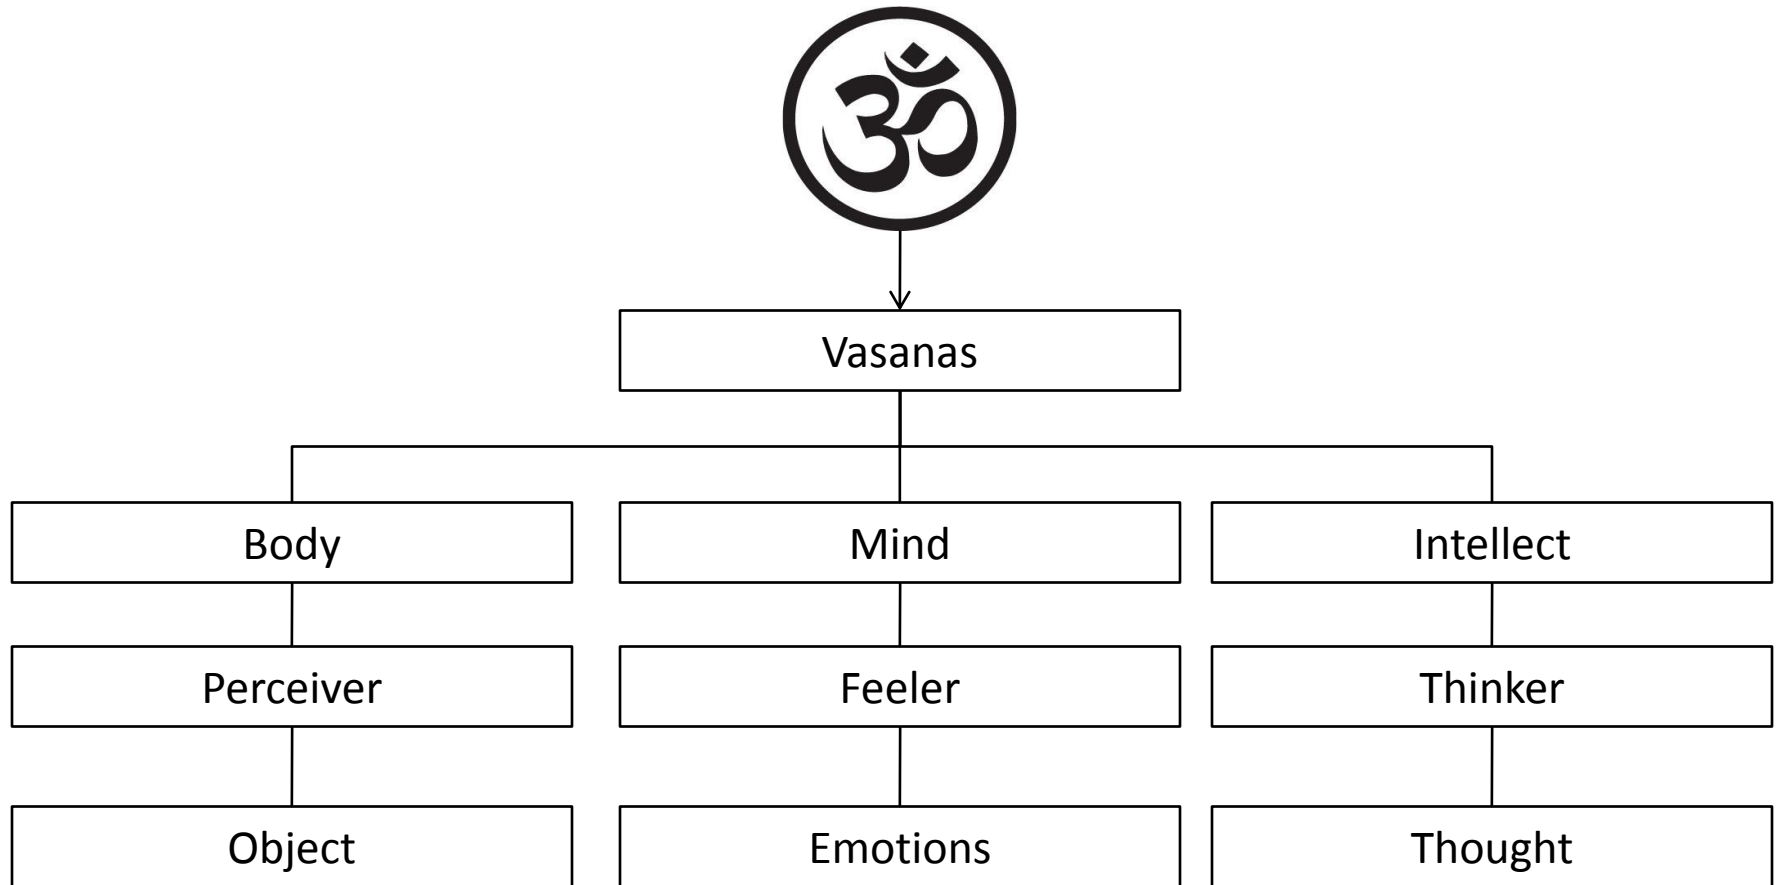 ॐ
Vasanas
Body Mind Intellect
Perceiver Feeler Thinker
Object Emotions Thought